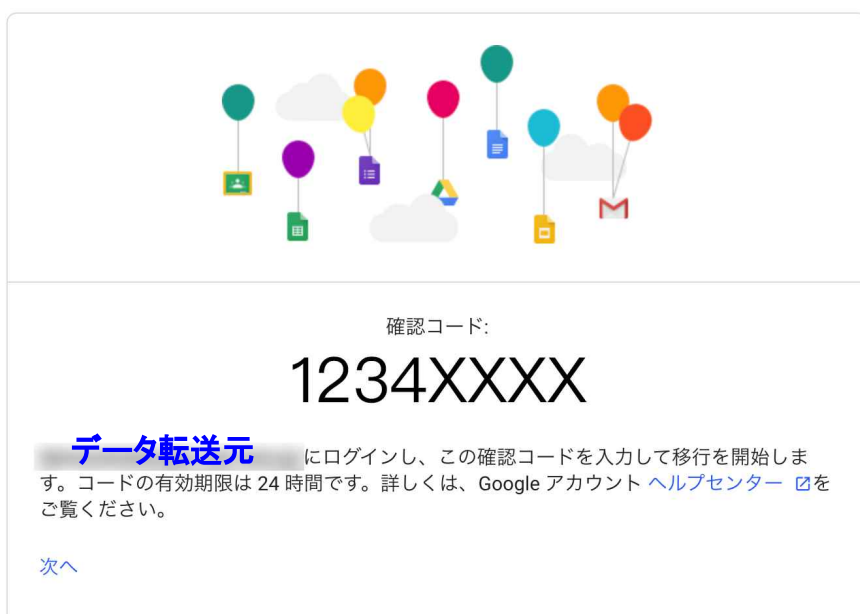 確認コード:
1234XXXX
データ転送元 にログインし、この確認コードを入力して移行を開始しま
す。コードの有効期限は 24 時間です。詳しくは、Google アカウント ヘルプセンター を
ご覧ください。
次へ